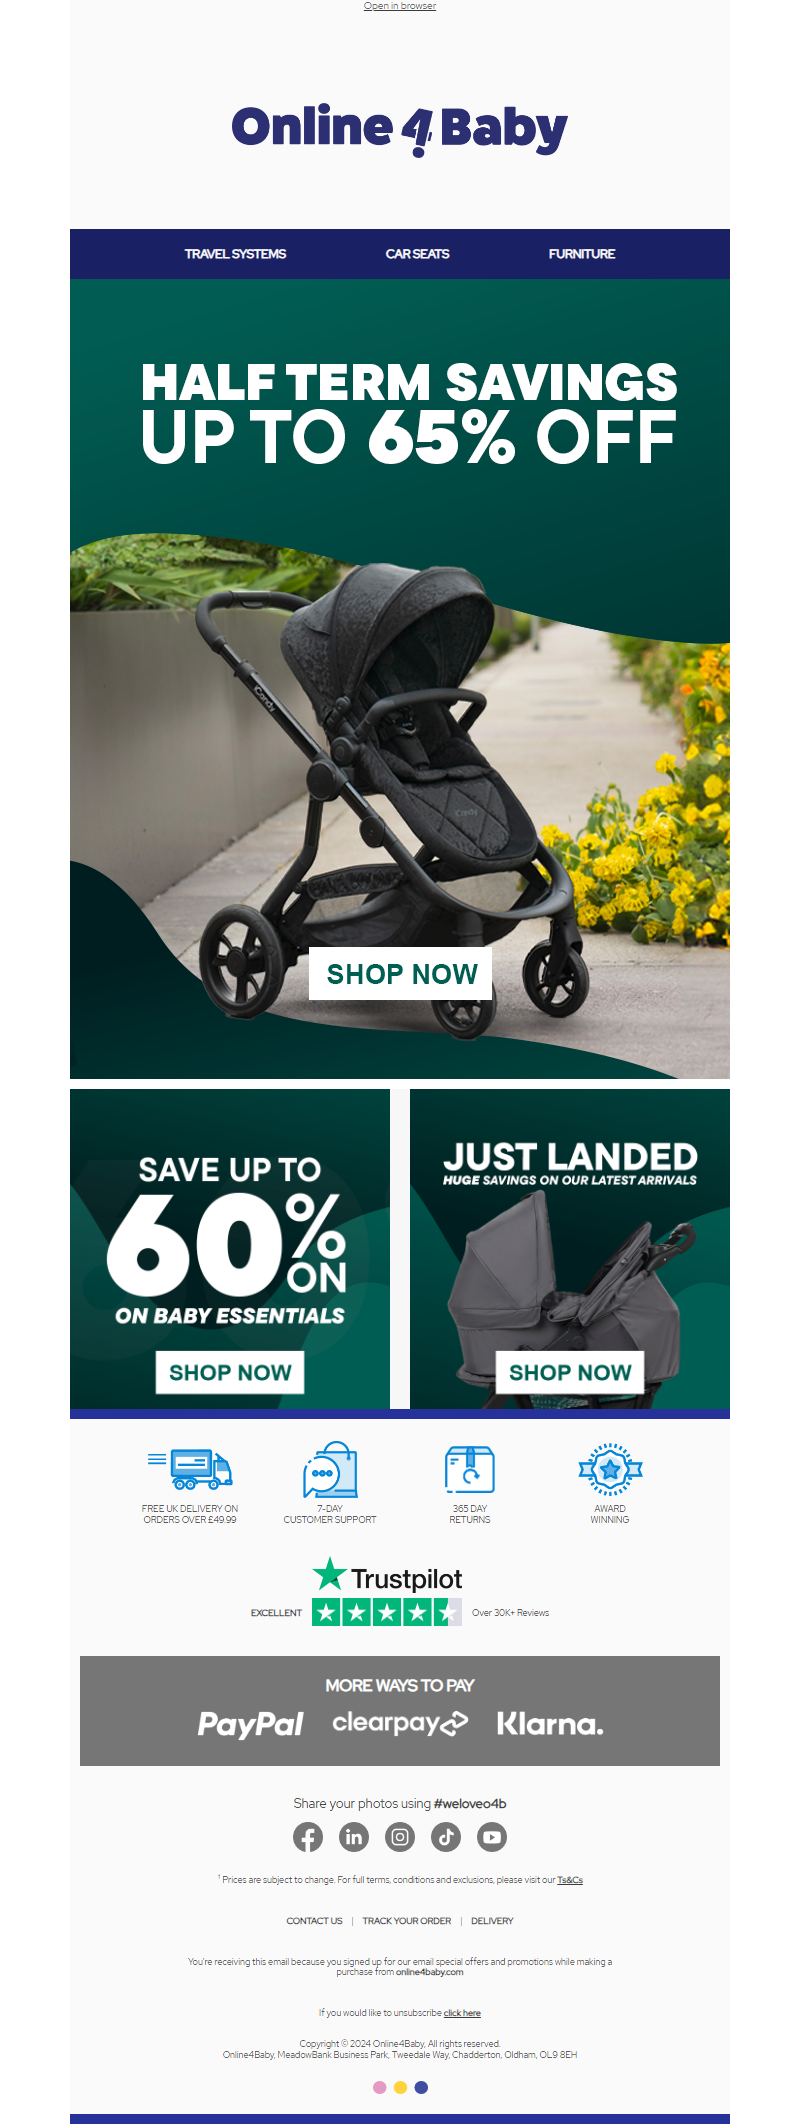 Open in browser
Online4Baby
TRAVEL SYSTEMS
CAR SEATS
FURNITURE
HALF TERM SAVINGS
UP TO 65% OFF
iCandy
iCandy
SHOP NOW
SAVE UP TO
60%
ON
ON BABY ESSENTIALS
SHOP NOW
JUST LANDED
HUGE SAVINGS ON OUR LATEST ARRIVALS
SHOP NOW
FREE UK DELIVERY ON
ORDERS OVER £49.99
7-DAY
CUSTOMER SUPPORT
365 DAY
RETURNS
AWARD
WINNING
Trustpilot
EXCELLENT
Over 30K+ Reviews
MORE WAYS TO PAY
PayPal
clearpay
Klarna.
Share your photos using #weloveo4b
† Prices are subject to change. For full terms, conditions and exclusions, please visit our Ts&Cs
CONTACT US | TRACK YOUR ORDER | DELIVERY
You're receiving this email because you signed up for our email special offers and promotions while making a
purchase from online4baby.com
If you would like to unsubscribe click here
Copyright © 2024 Online4Baby, All rights reserved.
Online4Baby, MeadowBank Business Park, Tweedale Way, Chadderton, Oldham, OL9 8EH